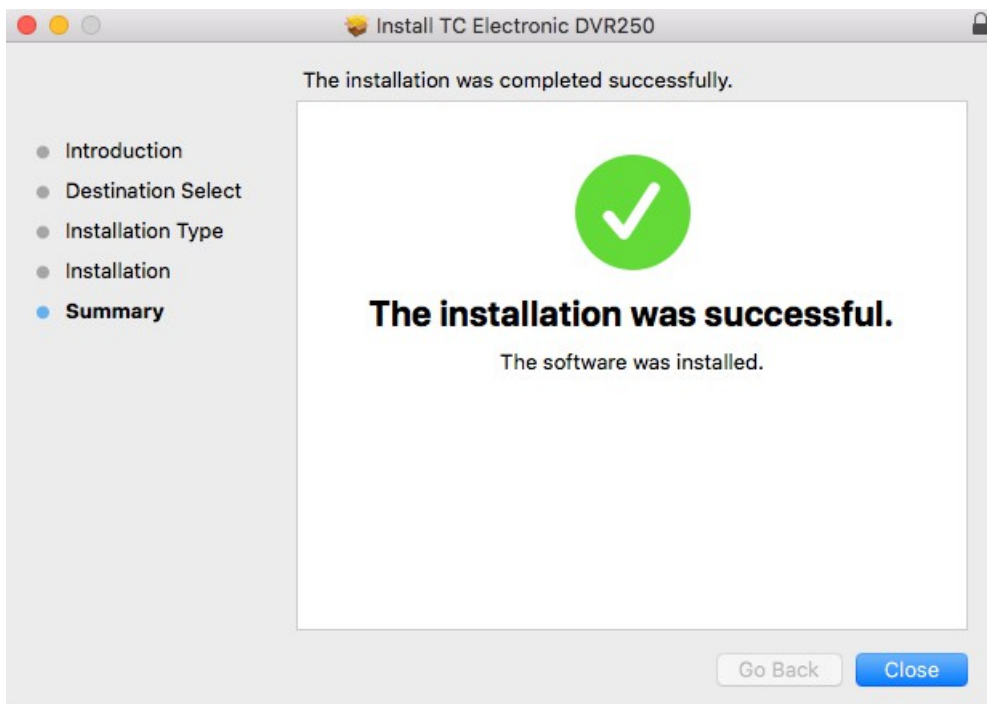 Install TC Electronic DVR250
The installation was completed successfully.
Introduction
Destination Select
Installation Type
Installation
Summary
The installation was successful.
The software was installed.
Go Back
Close